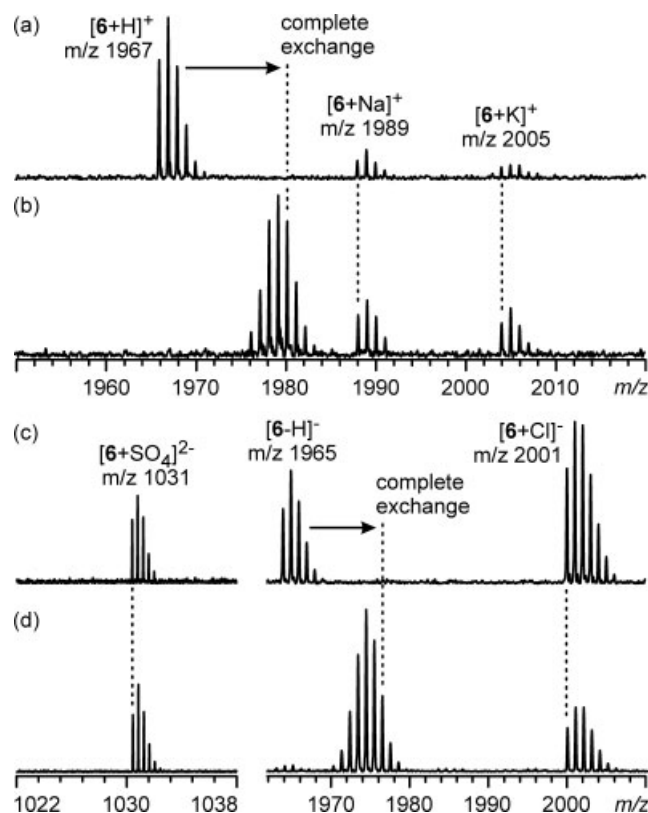 (a)
[6+H]+
m/z 1967
complete
exchange
[6+Na]+
m/z 1989
[6+K]+
m/z 2005
(b)
1960 1970 1980 1990 2000 2010 m/z
(c)
[6+SO4]2-
m/z 1031
[6-H]-
m/z 1965
complete
exchange
[6+Cl]-
m/z 2001
(d)
1022 1030 1038 1970 1980 1990 2000 m/z